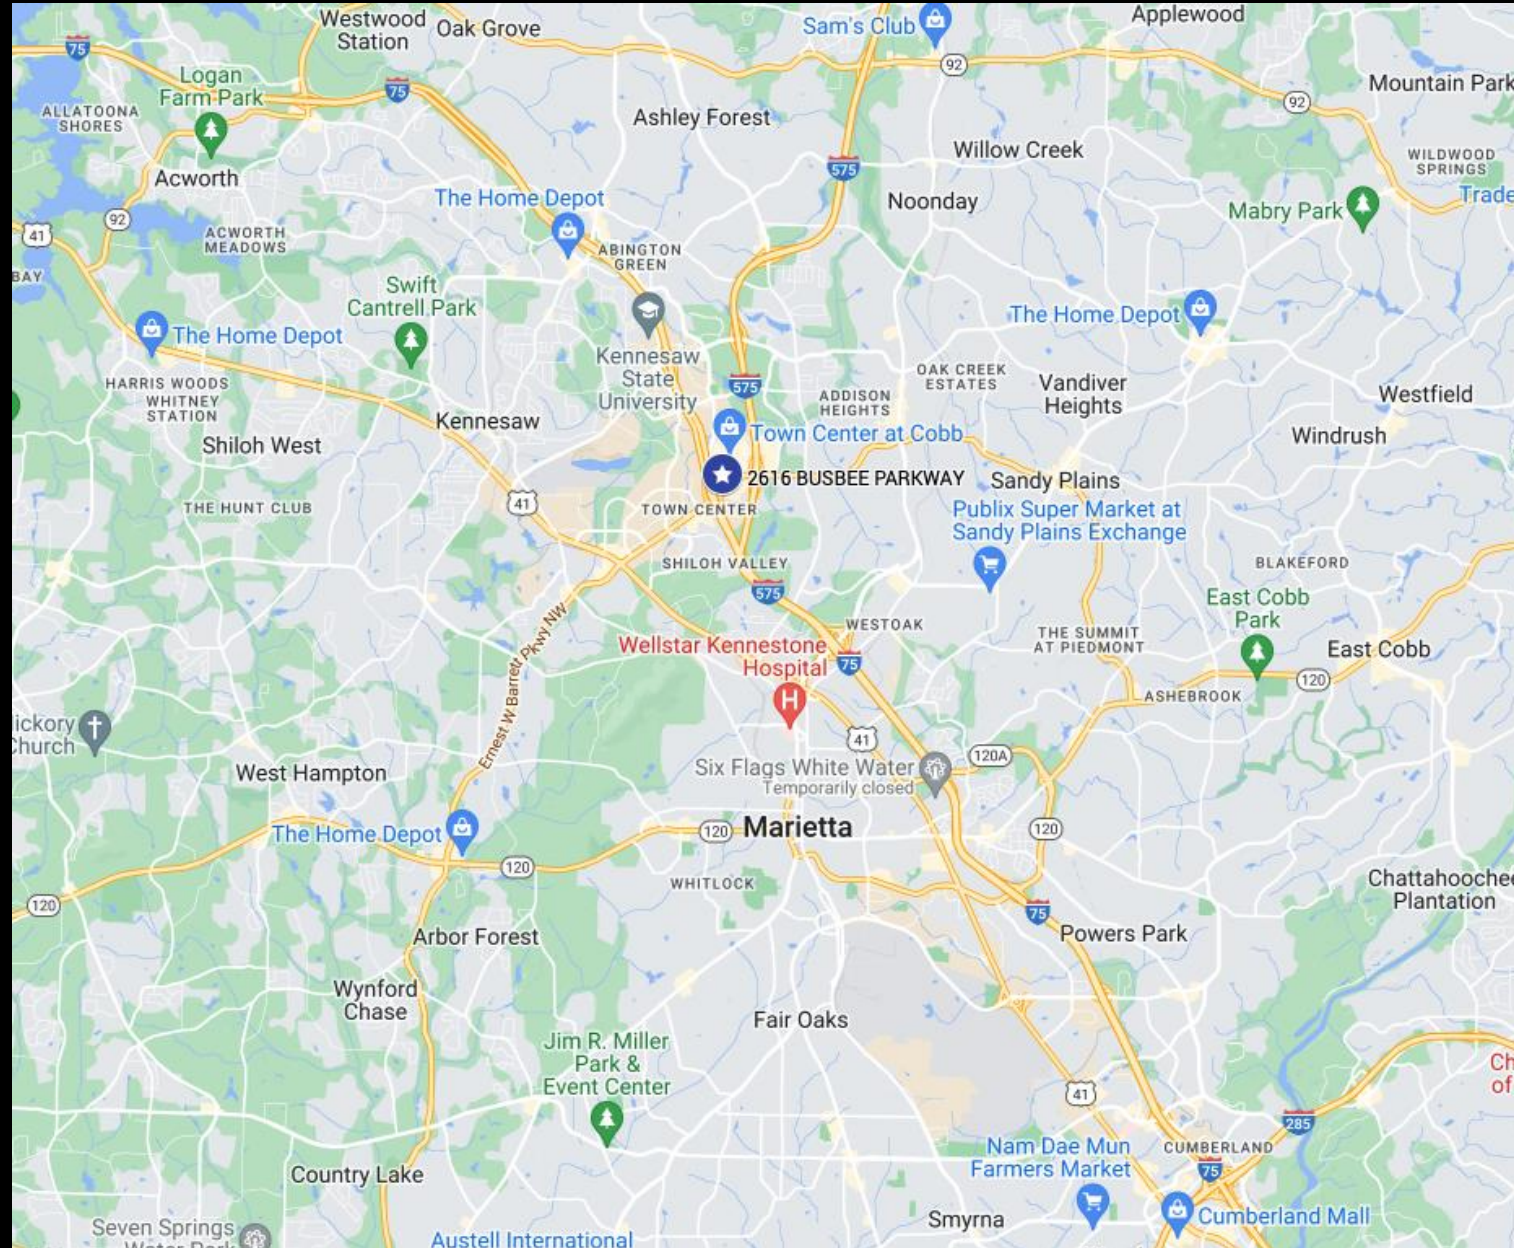 Westwood
Station
Oak Grove
Sam's Club
Applewood
75
92
Logan
Farm Park
75
Mountain Park
ALLATOONA
SHORES
92
Ashley Forest
Willow Creek
WILDWOOD
SPRINGS
575
Acworth
The Home Depot
Noonday
Trade
Mabry Park
92
41
ACWORTH
MEADOWS
ABINGTON
GREEN
BAY
Swift
Cantrell Park
The Home Depot
The Home Depot
Kennesaw
State
University
HARRIS WOODS
WHITNEY
STATION
575
OAK CREEK
ESTATES
ADDISON
HEIGHTS
Vandiver
Heights
Westfield
Kennesaw
Town Center at Cobb
Windrush
Shiloh West
2616 BUSBEE PARKWAY
Sandy Plains
THE HUNT CLUB
41
TOWN CENTER
Publix Super Market at
Sandy Plains Exchange
SHILOH VALLEY
BLAKEFORD
575
East Cobb
Park
WESTOAK
Ernest W Barrett Pkwy NW
Wellstar Kennestone
Hospital
75
THE SUMMIT
AT PIEDMONT
East Cobb
120
ASHEBROOK
H
ickory
Church
41
120A
West Hampton
Six Flags White Water
Temporarily closed
The Home Depot
120
Marietta
120
120
WHITLOCK
120
75
Chattahoochee
Plantation
Arbor Forest
Powers Park
Wynford
Chase
Fair Oaks
Jim R. Miller
Park &
Event Center
Ch
of
41
285
Nam Dae Mun
Farmers Market
CUMBERLAND
75
Country Lake
Smyrna
Cumberland Mall
Seven Springs
Water Park
Austell International